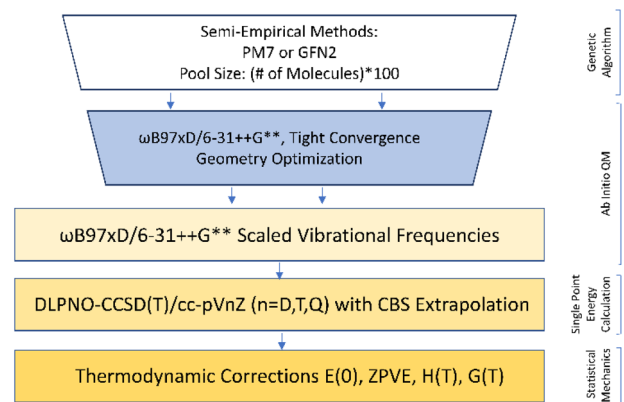 Semi-Empirical Methods:
PM7 or GFN2
Pool Size: (# of Molecules)*100
Genetic
Algorithm
ωB97xD/6-31++G**, Tight Convergence
Geometry Optimization
Ab Initio QM
ωB97xD/6-31++G** Scaled Vibrational Frequencies
DLPNO-CCSD(T)/cc-pVnZ (n=D,T,Q) with CBS Extrapolation
Single Point
Energy
Calculation
Thermodynamic Corrections E(0), ZPVE, H(T), G(T)
Statistical
Mechanics